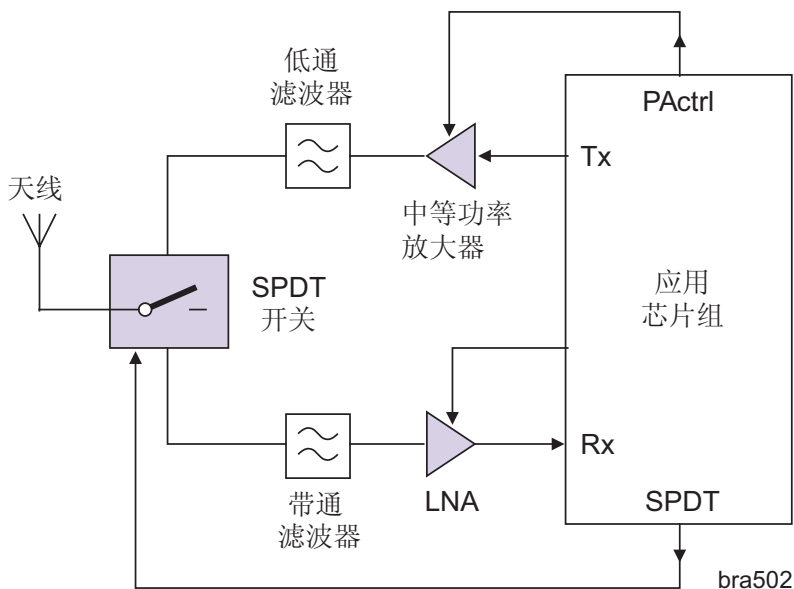 低通
滤波器
PActrl
Tx
天线
中等功率
放大器
SPDT
开关
应用
芯片组
Rx
带通
滤波器
LNA
SPDT
bra502